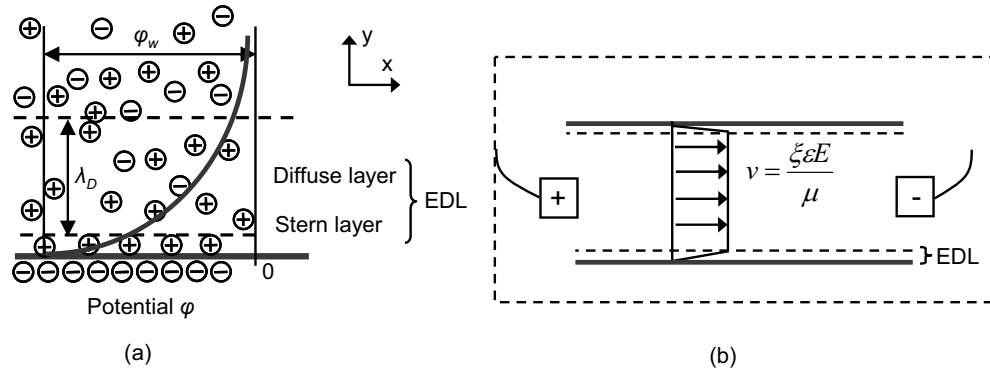 φw
y
x
λD
Diffuse layer
Stern layer
EDL
0
Potential φ
(a)
v = ξεE / μ
+
-
EDL
(b)